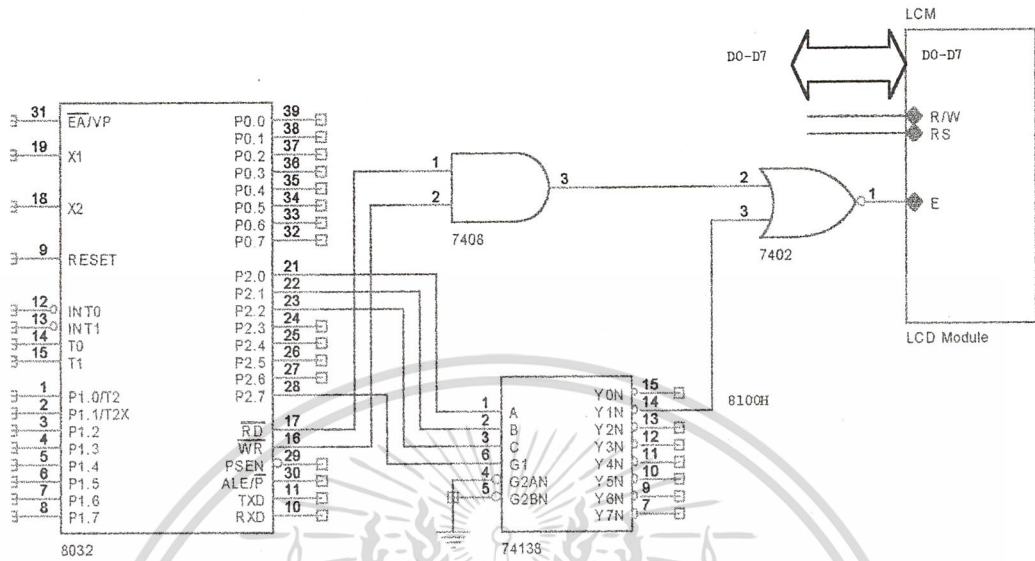 LCM
D0-D7
D0-D7
R/W
RS
E
LCD Module
31
EA/VP
19
X1
18
X2
9
RESET
12
INT0
13
INT1
14
T0
15
T1
1
P1.0/T2
2
P1.1/T2X
3
P1.2
4
P1.3
5
P1.4
6
P1.5
7
P1.6
8
P1.7
P0.0
39
P0.1
38
P0.2
37
P0.3
36
P0.4
35
P0.5
34
P0.6
33
P0.7
32
P2.0
21
P2.1
22
P2.2
23
P2.3
24
P2.4
25
P2.5
26
P2.6
27
P2.7
28
RD
17
WR
16
PSEN
29
ALE/P
30
TXD
11
RXD
10
8032
1
2
3
7408
2
3
1
7402
1
A
2
B
3
C
6
G1
4
G2AN
5
G2BN
Y0N
15
Y1N
14
8100H
Y2N
13
Y3N
12
Y4N
11
Y5N
10
Y6N
9
Y7N
7
74138